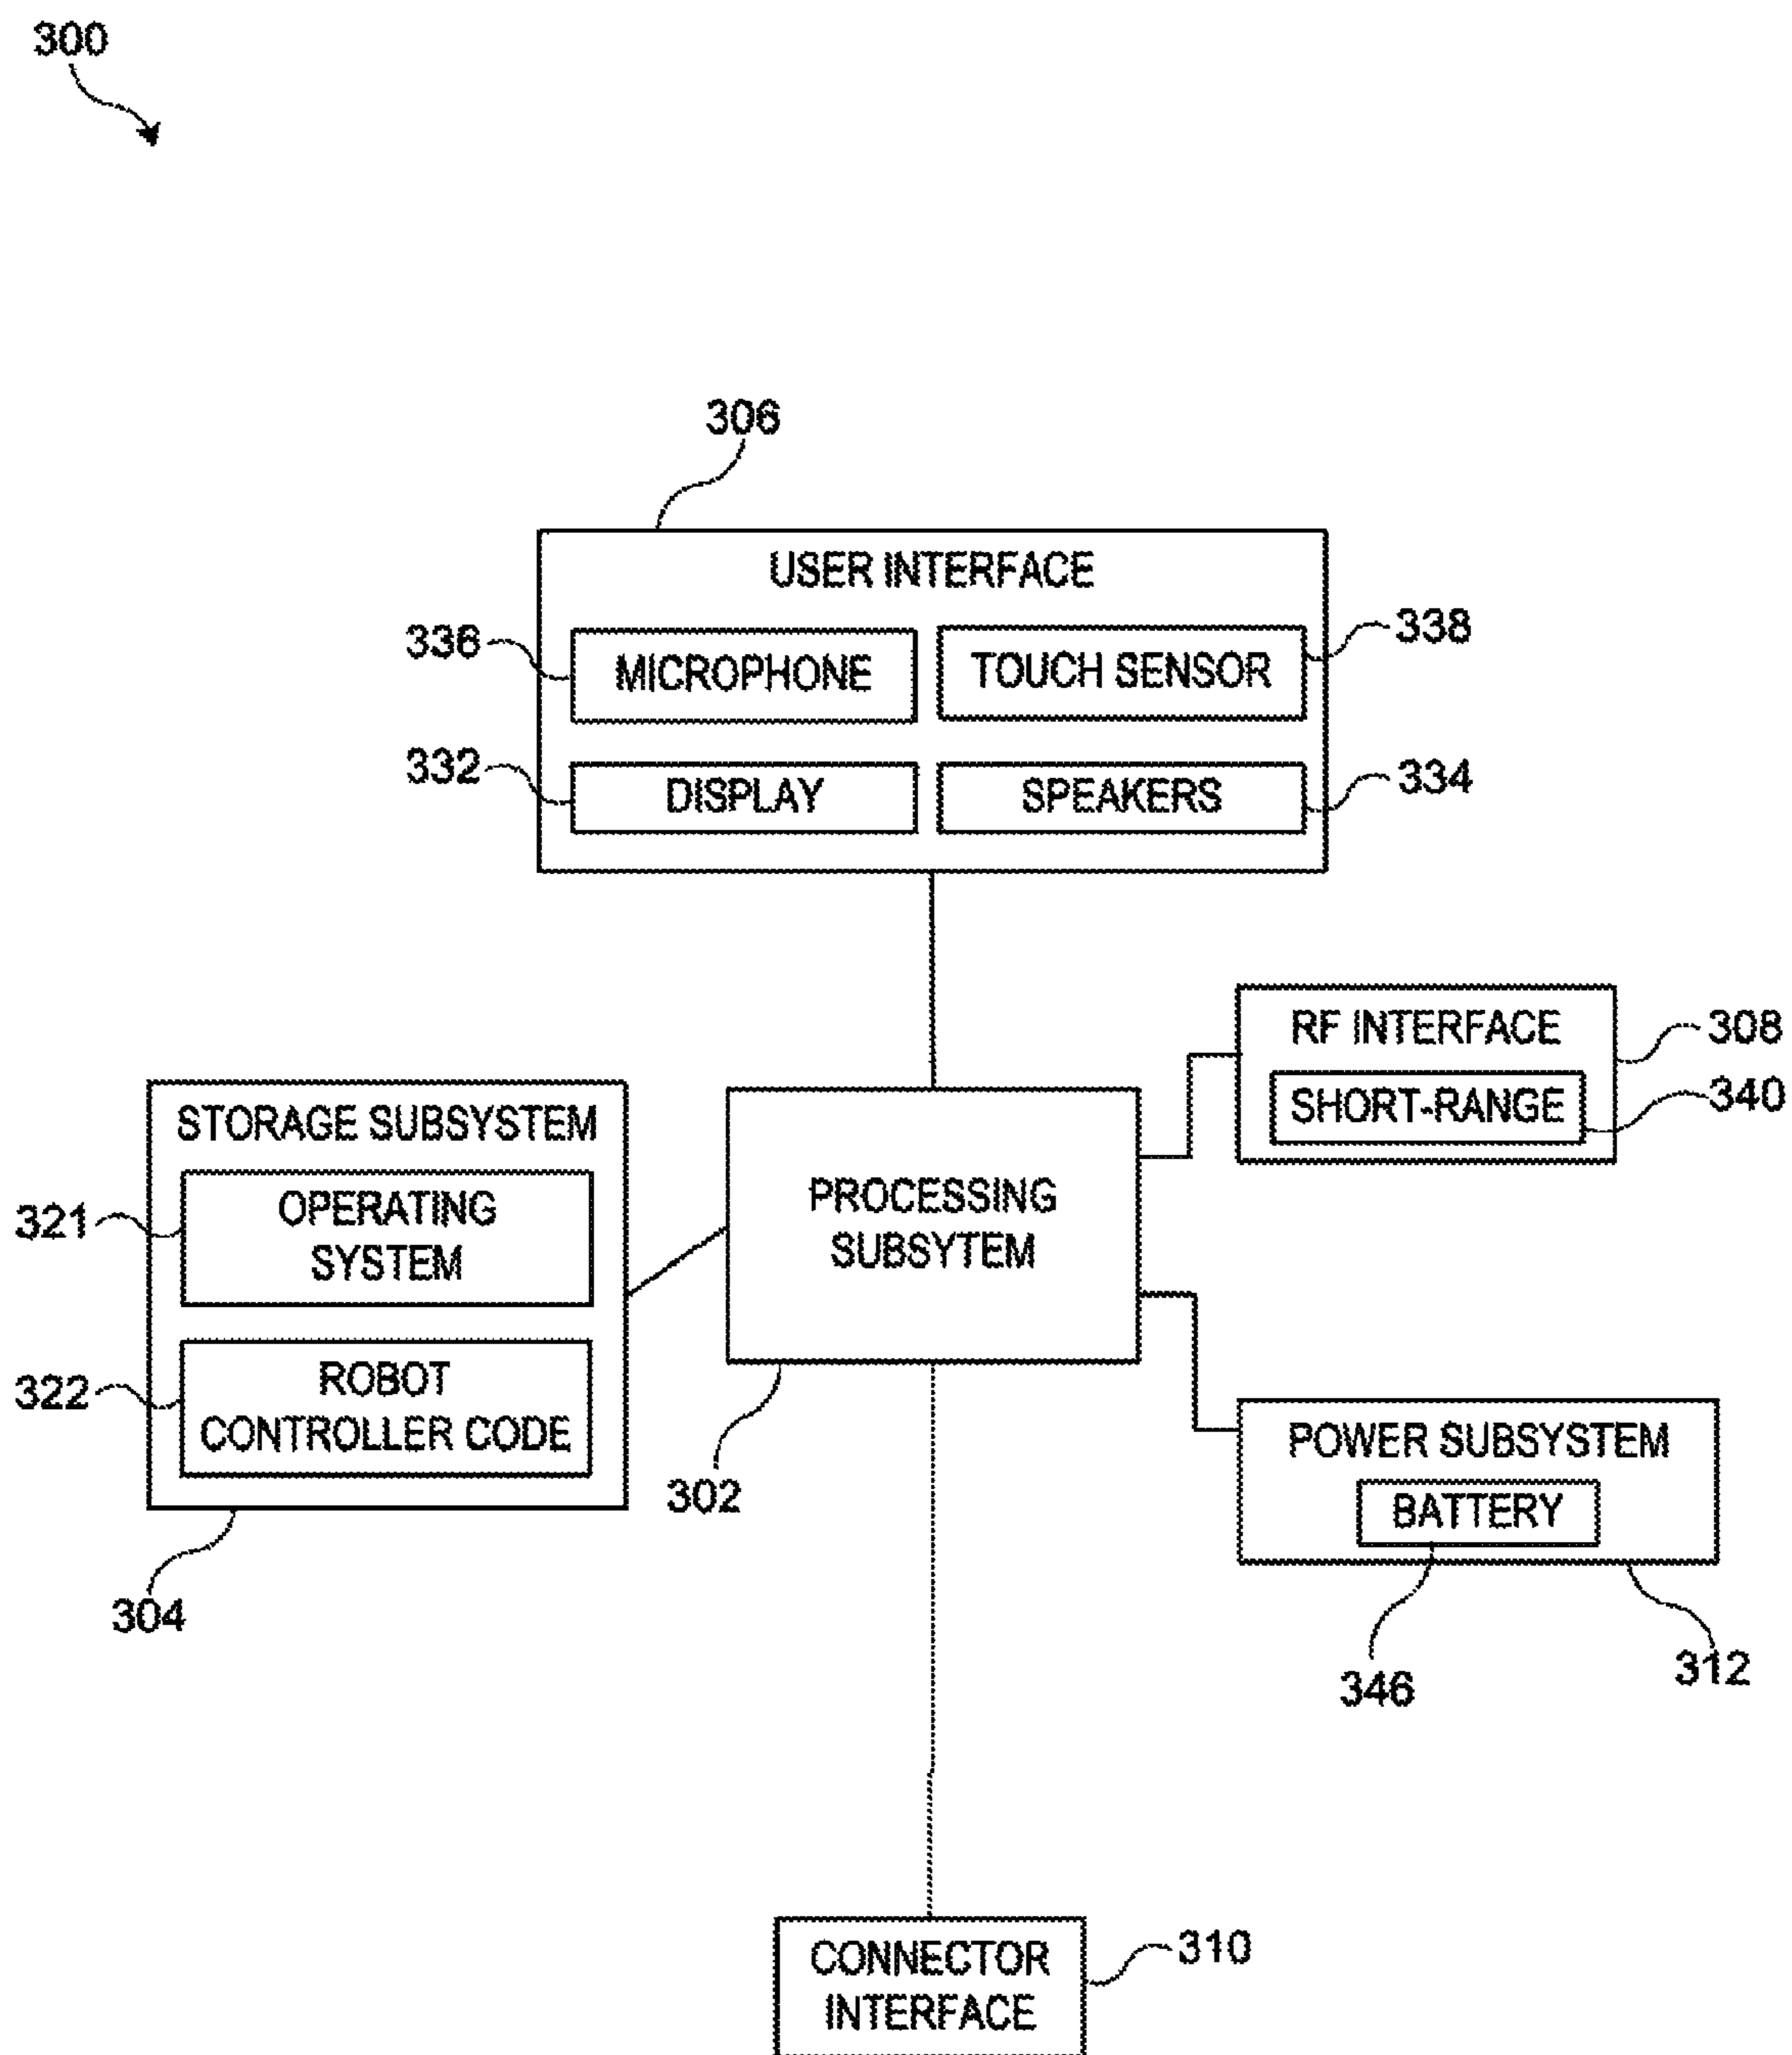 300
306
USER INTERFACE
336
MICROPHONE
TOUCH SENSOR
338
332
DISPLAY
SPEAKERS
334
RF INTERFACE
308
SHORT-RANGE
340
STORAGE SUBSYSTEM
321
OPERATING
SYSTEM
322
ROBOT
CONTROLLER CODE
304
PROCESSING
SUBSYTEM
302
POWER SUBSYSTEM
BATTERY
346
312
CONNECTOR
INTERFACE
310